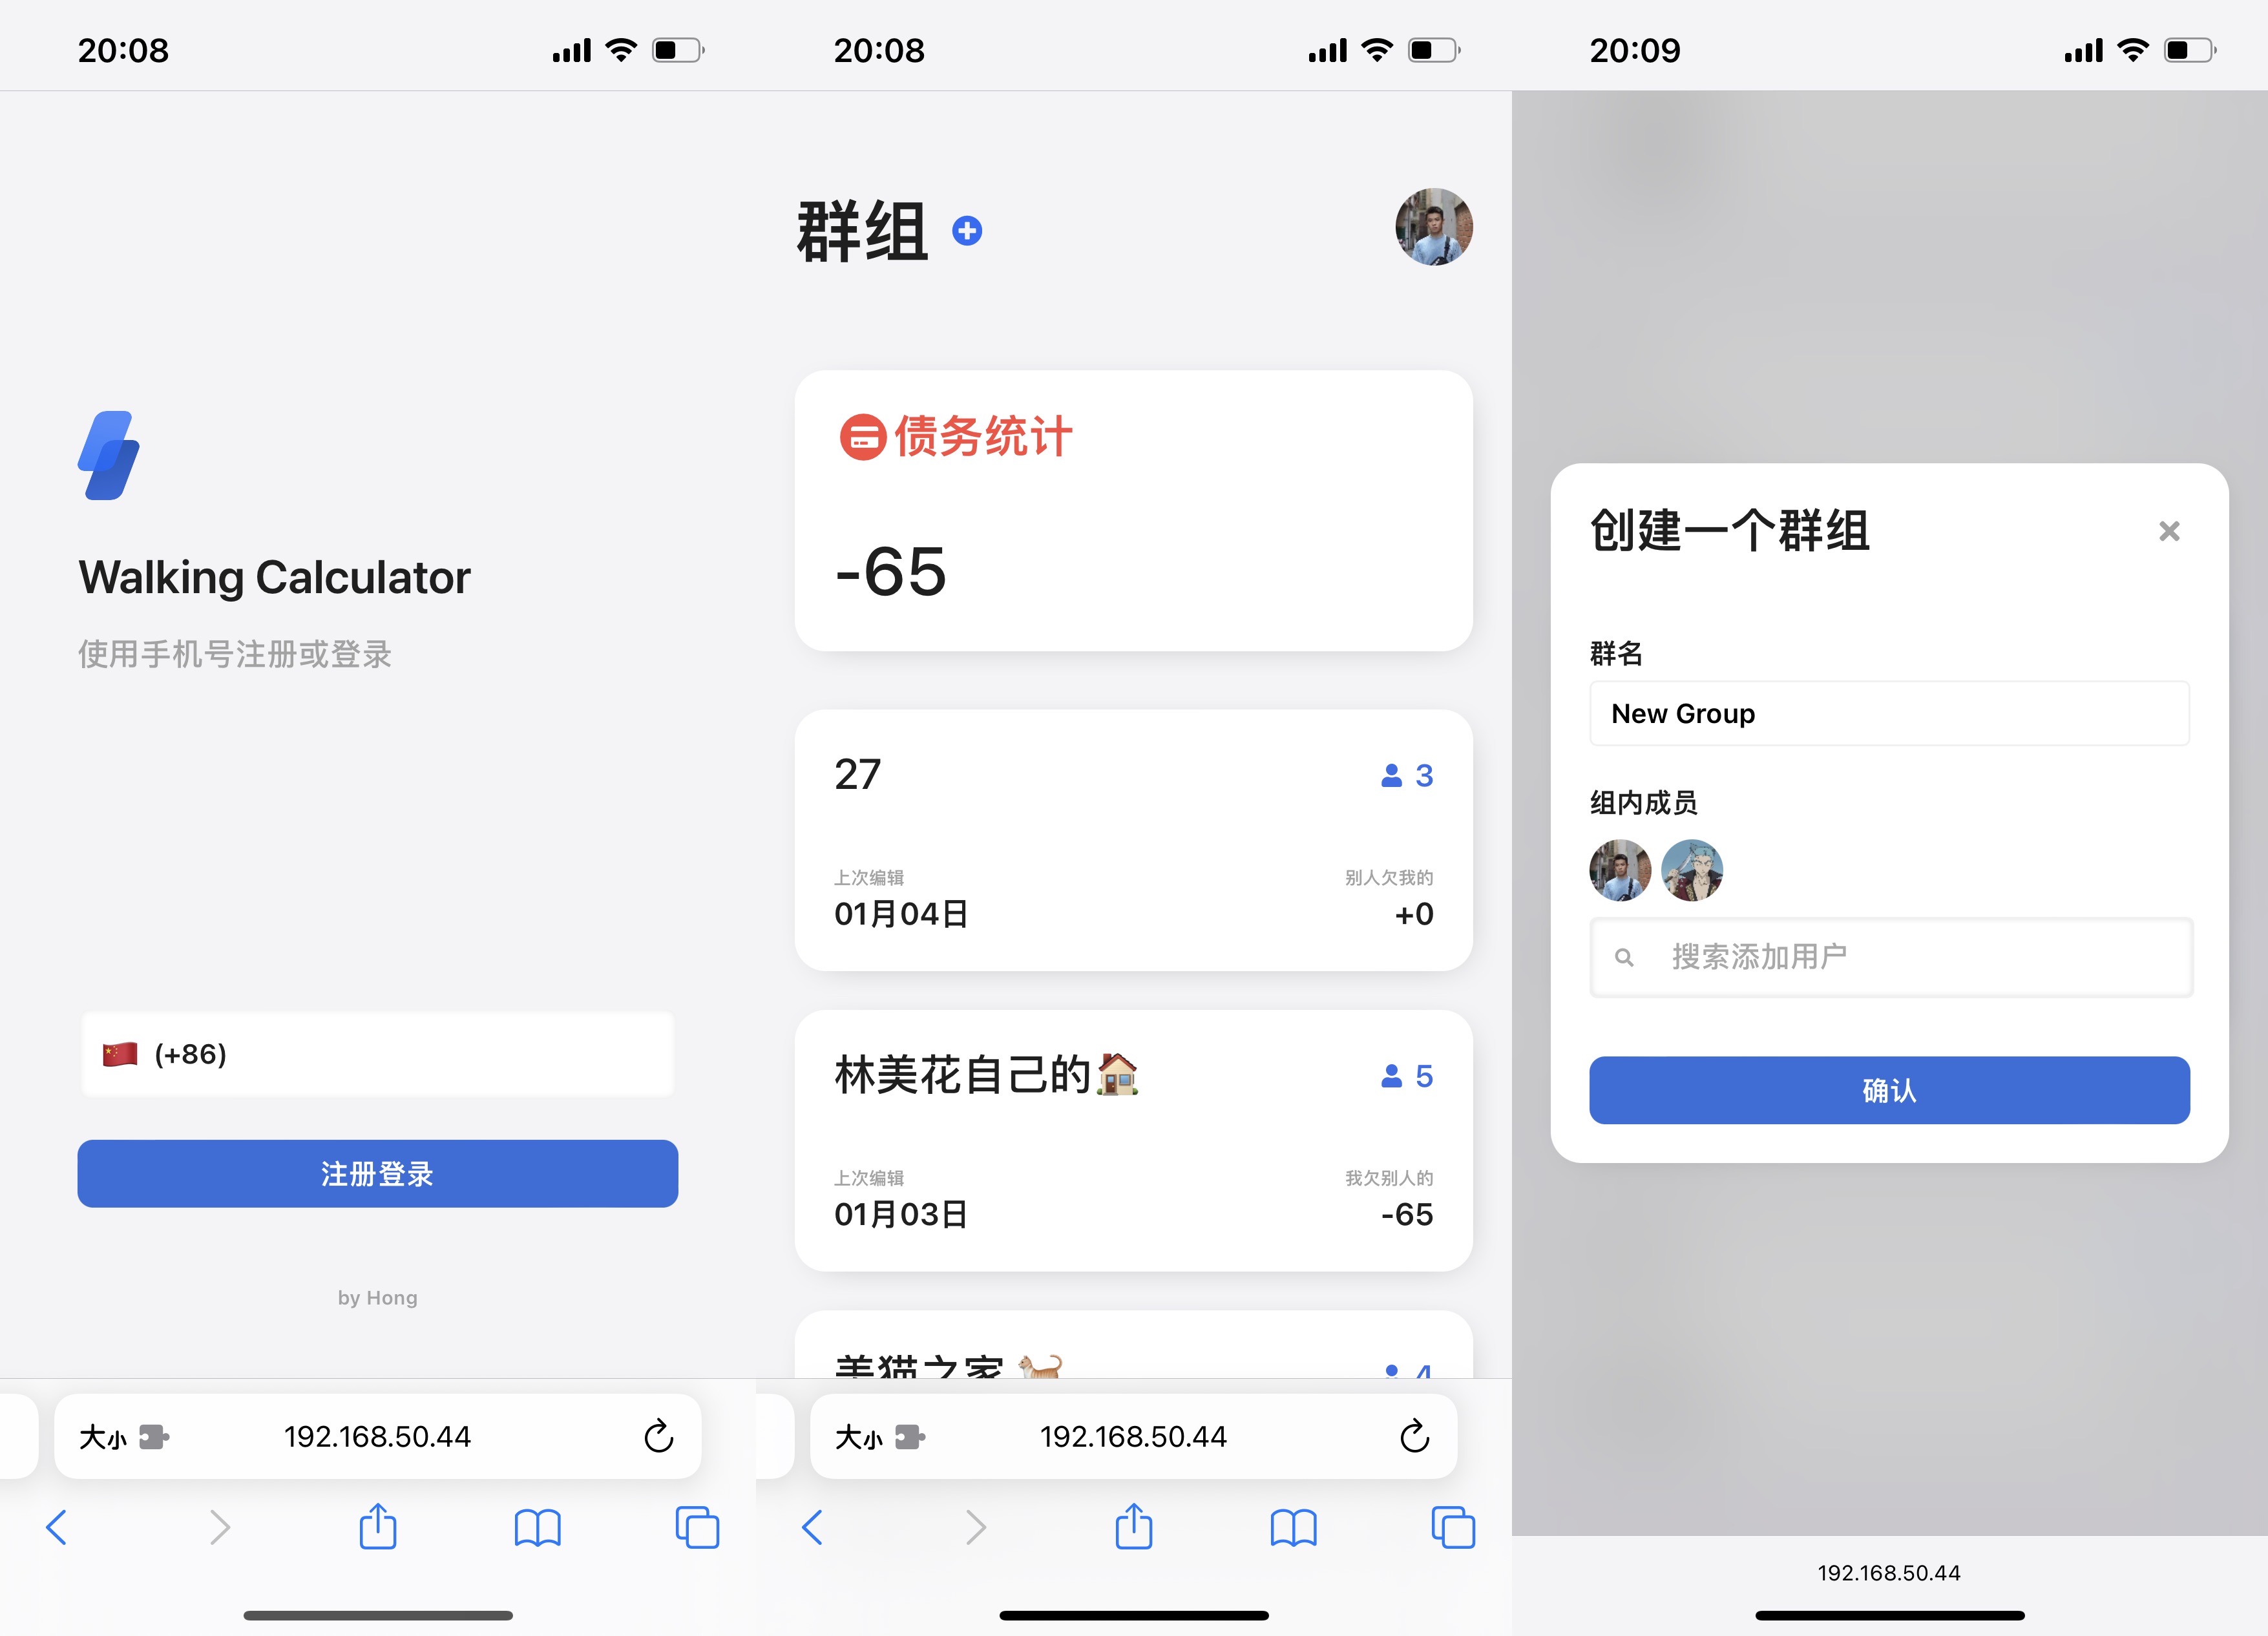 20:08
Walking Calculator
使用手机号注册或登录
🇨🇳 (+86)
注册登录
by Hong
大小 192.168.50.44
20:08
群组
债务统计
-65
27 3
上次编辑 别人欠我的
01月04日 +0
林美花自己的🏠 5
上次编辑 我欠别人的
01月03日 -65
美猫之家 🐈 4
大小 192.168.50.44
20:09
创建一个群组
群名
New Group
组内成员
搜索添加用户
确认
192.168.50.44